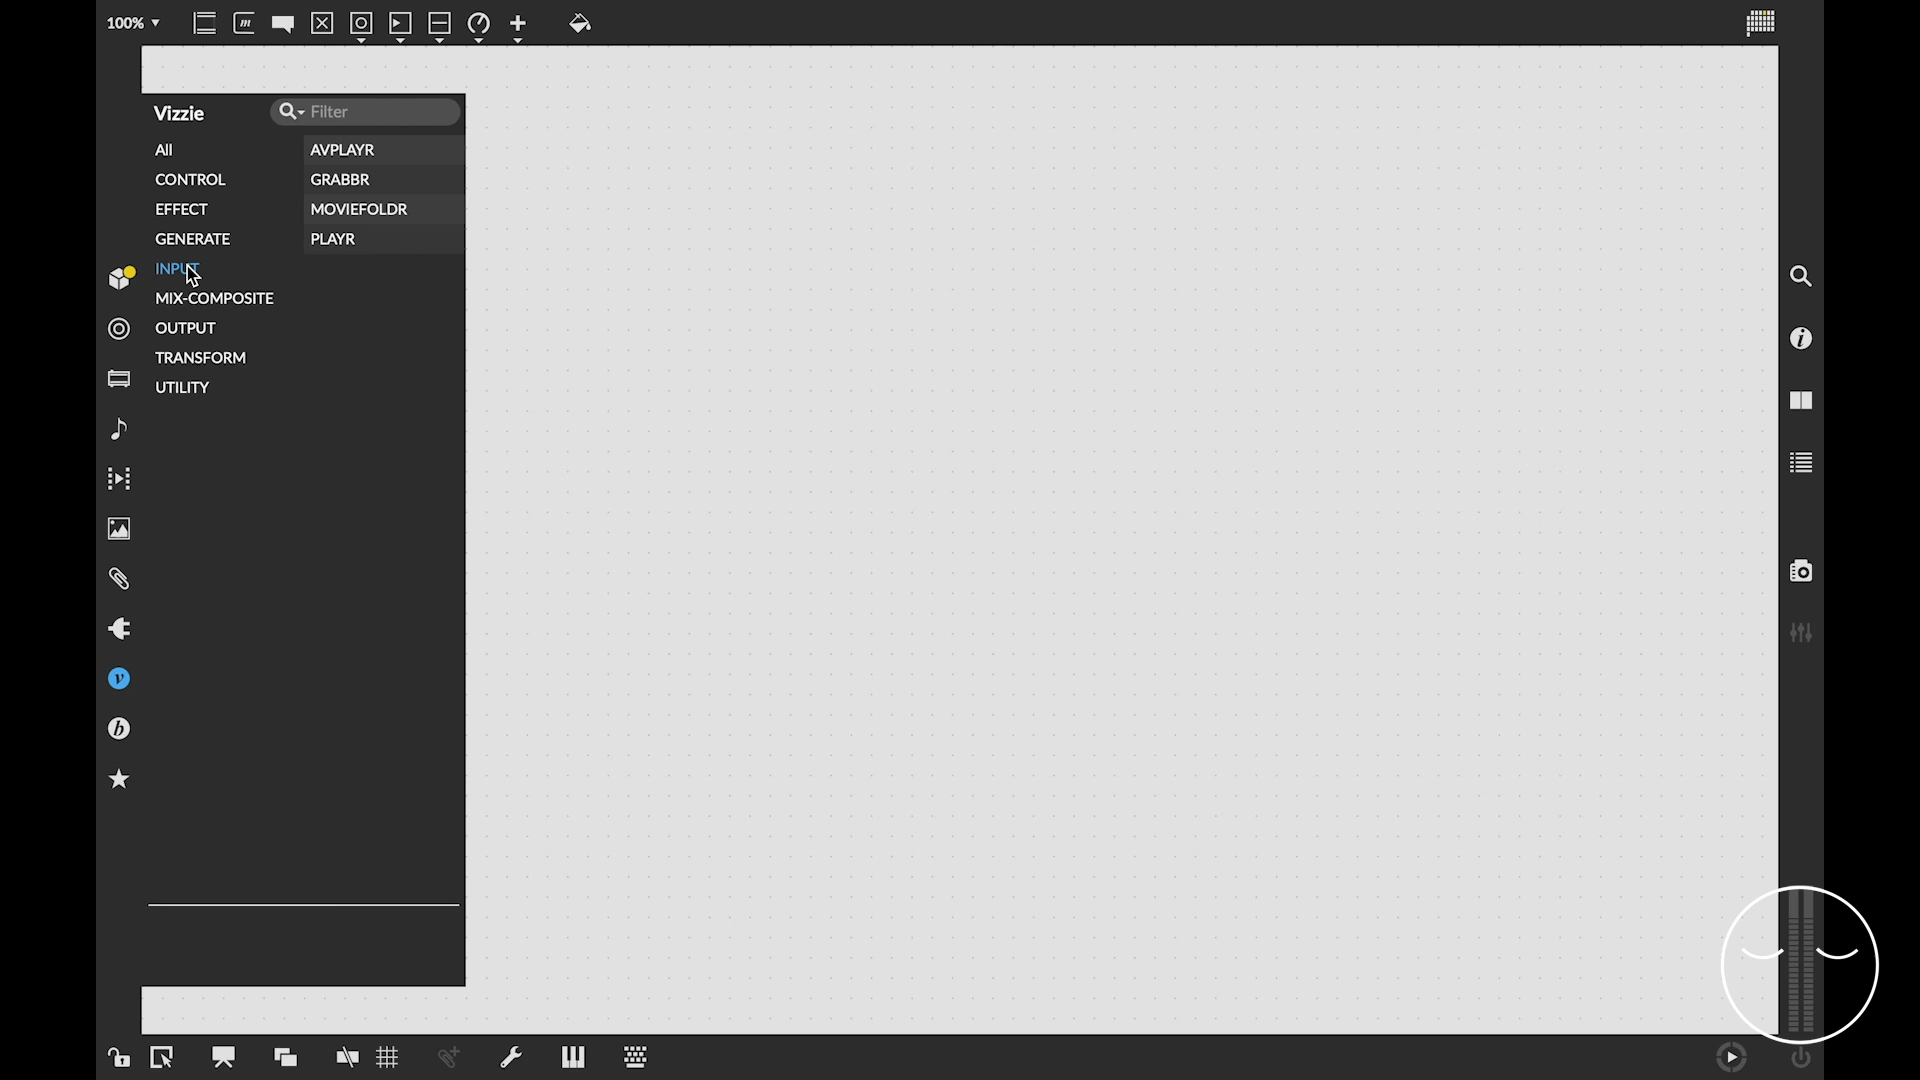 100%
m
Vizzie
Filter
All
AVPLAYR
CONTROL
GRABBR
EFFECT
MOVIEFOLDR
GENERATE
PLAYR
INPUT
MIX-COMPOSITE
OUTPUT
TRANSFORM
UTILITY
i
v
b